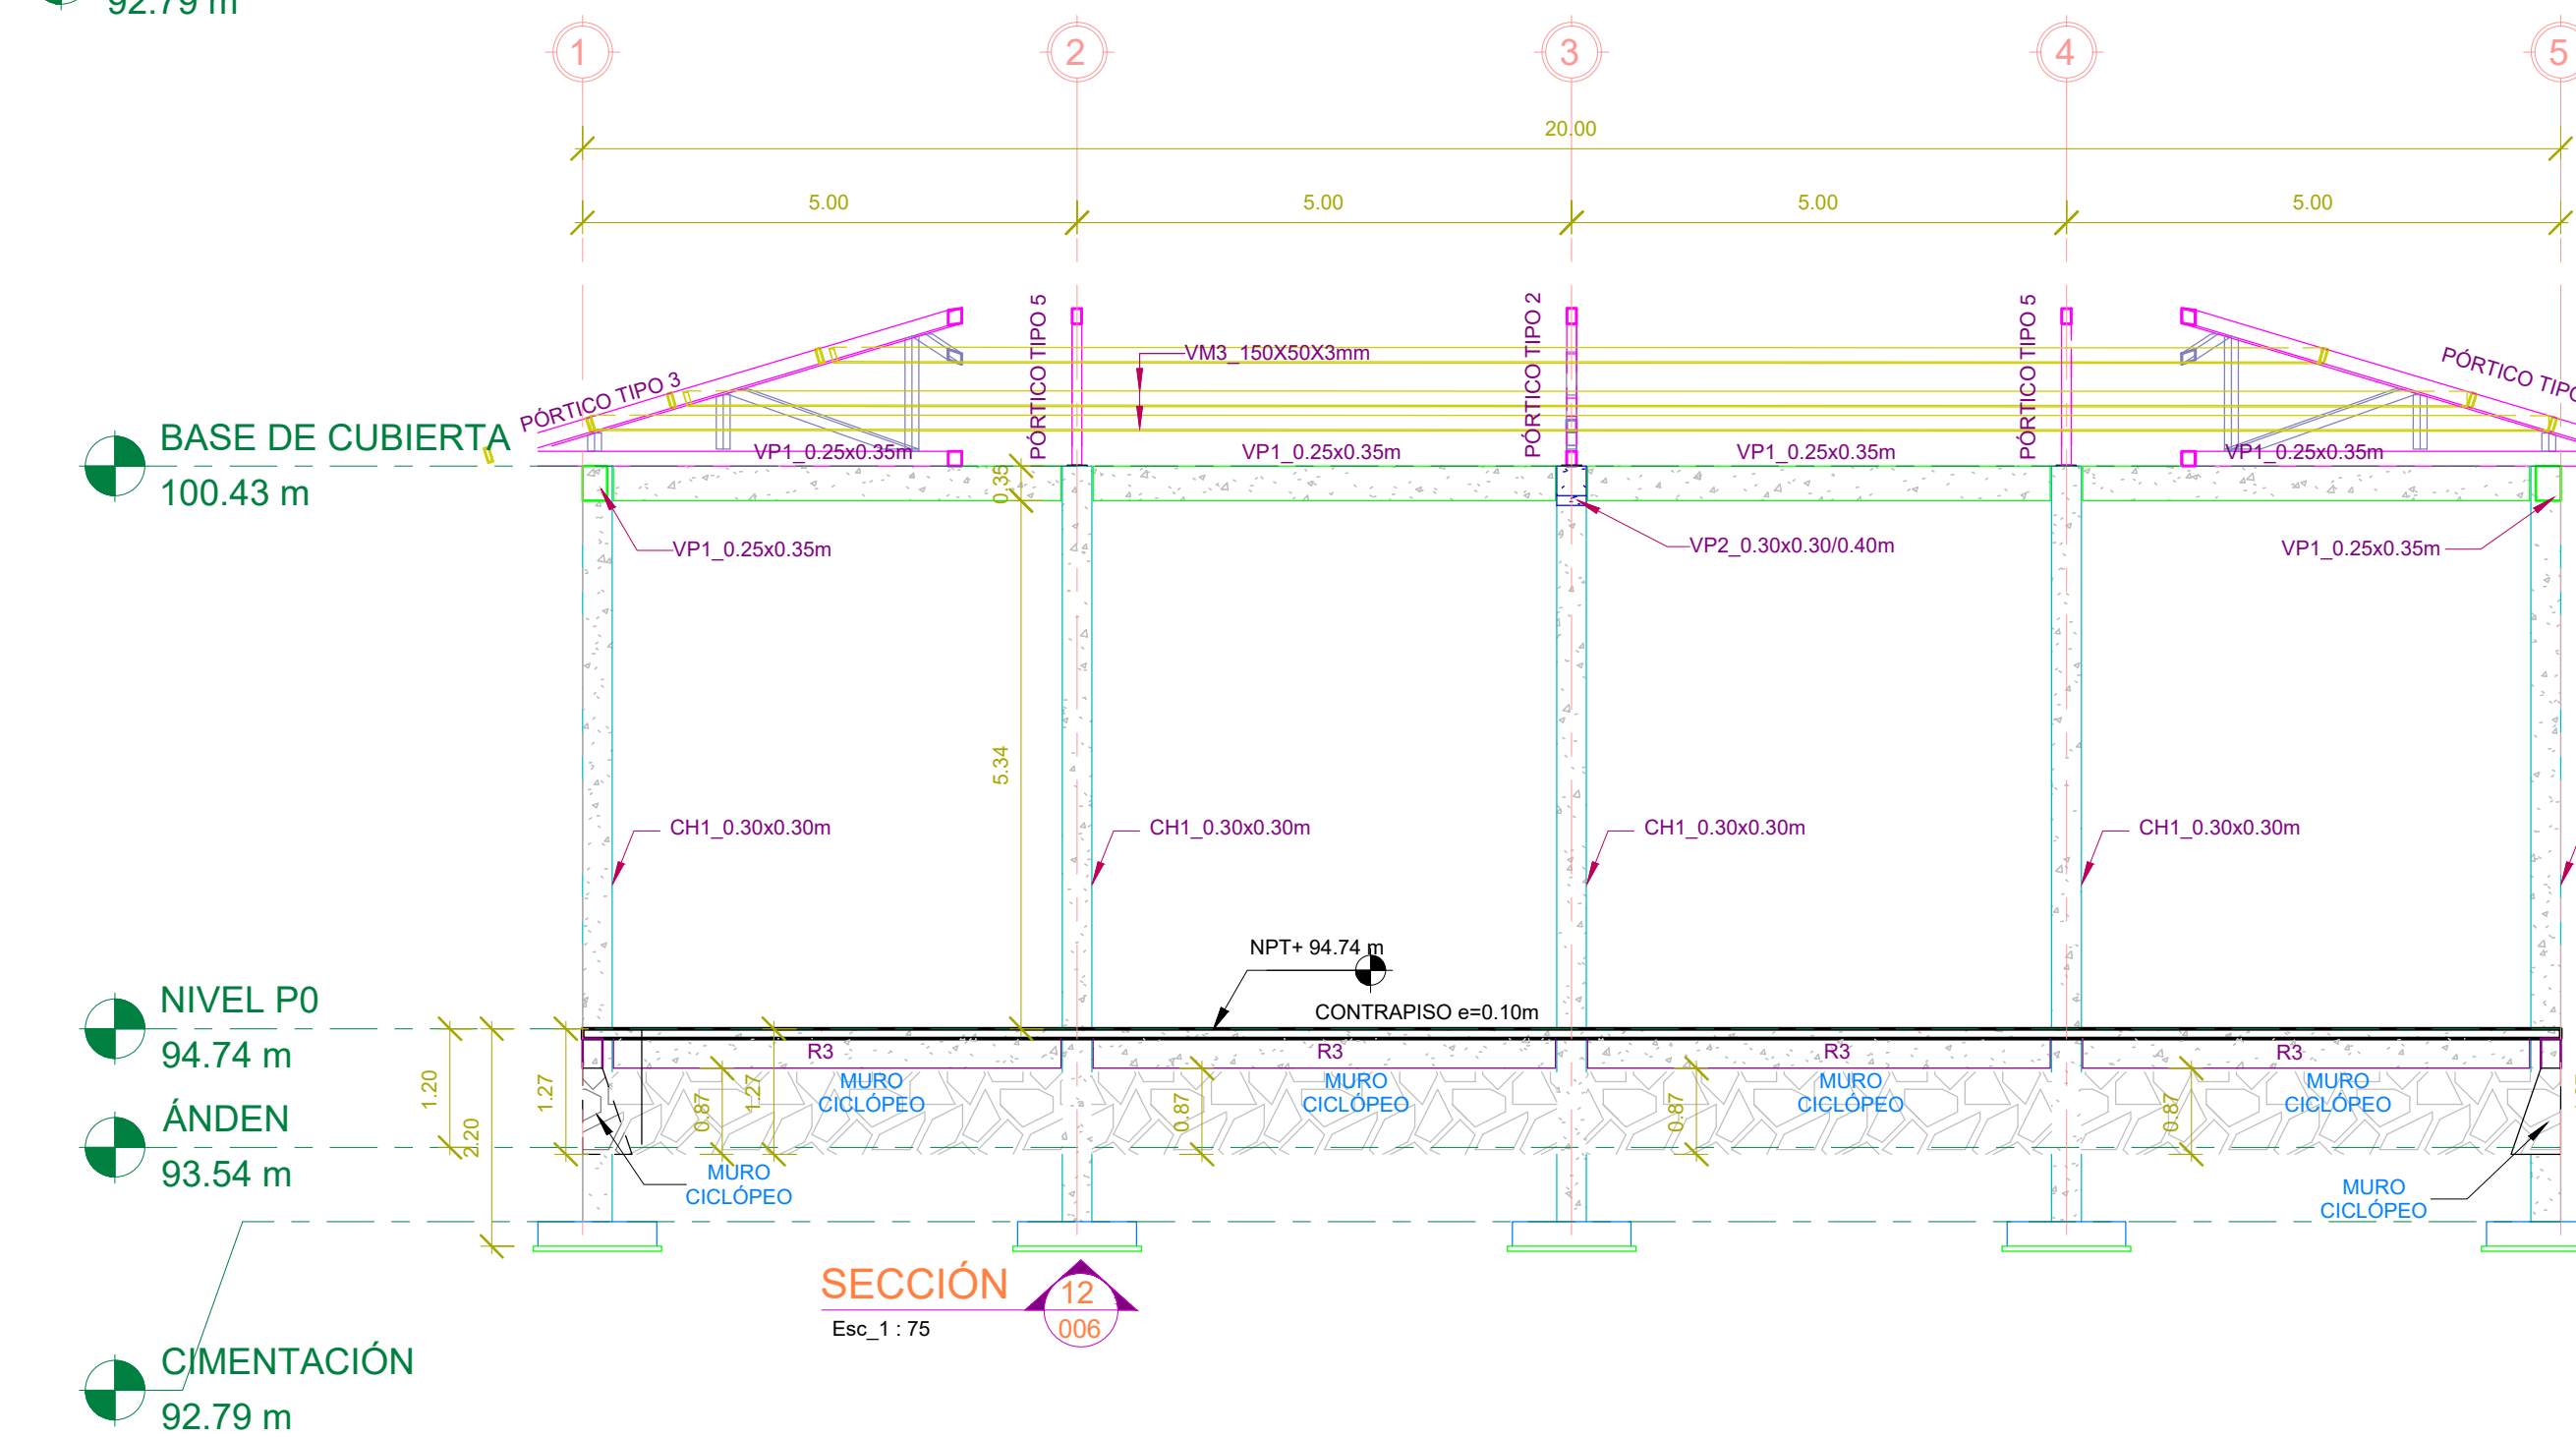 92.79 m
1
2
3
4
5
20.00
5.00
5.00
5.00
5.00
PÓRTICO TIPO 3
PÓRTICO TIPO 5
VM3_150X50X3mm
PÓRTICO TIPO 2
PÓRTICO TIPO 5
PÓRTICO TIPO
BASE DE CUBIERTA
100.43 m
VP1_0.25x0.35m
VP1_0.25x0.35m
VP1_0.25x0.35m
VP1_0.25x0.35m
0.35
VP1_0.25x0.35m
VP2_0.30x0.30/0.40m
VP1_0.25x0.35m
5.34
CH1_0.30x0.30m
CH1_0.30x0.30m
CH1_0.30x0.30m
CH1_0.30x0.30m
NPT+ 94.74 m
CONTRAPISO e=0.10m
NIVEL P0
94.74 m
R3
R3
R3
R3
1.20
2.20
1.27
0.87
1.27
0.87
0.87
0.87
MURO
CICLÓPEO
MURO
CICLÓPEO
MURO
CICLÓPEO
MURO
CICLÓPEO
ÁNDEN
93.54 m
MURO
CICLÓPEO
MURO
CICLÓPEO
SECCIÓN
12
006
Esc_1 : 75
CIMENTACIÓN
92.79 m